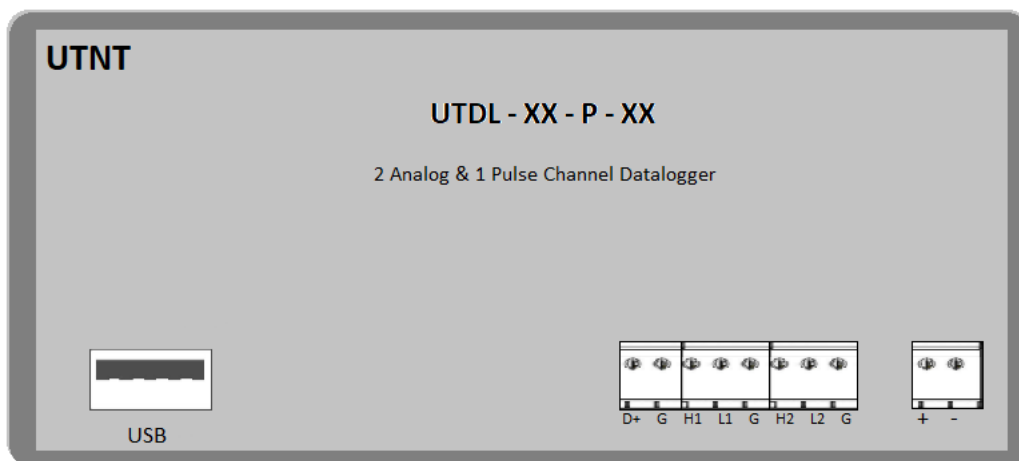 UTNT
UTDL - XX - P - XX
2 Analog & 1 Pulse Channel Datalogger
D+ G H1 L1 G H2 L2 G + -
USB